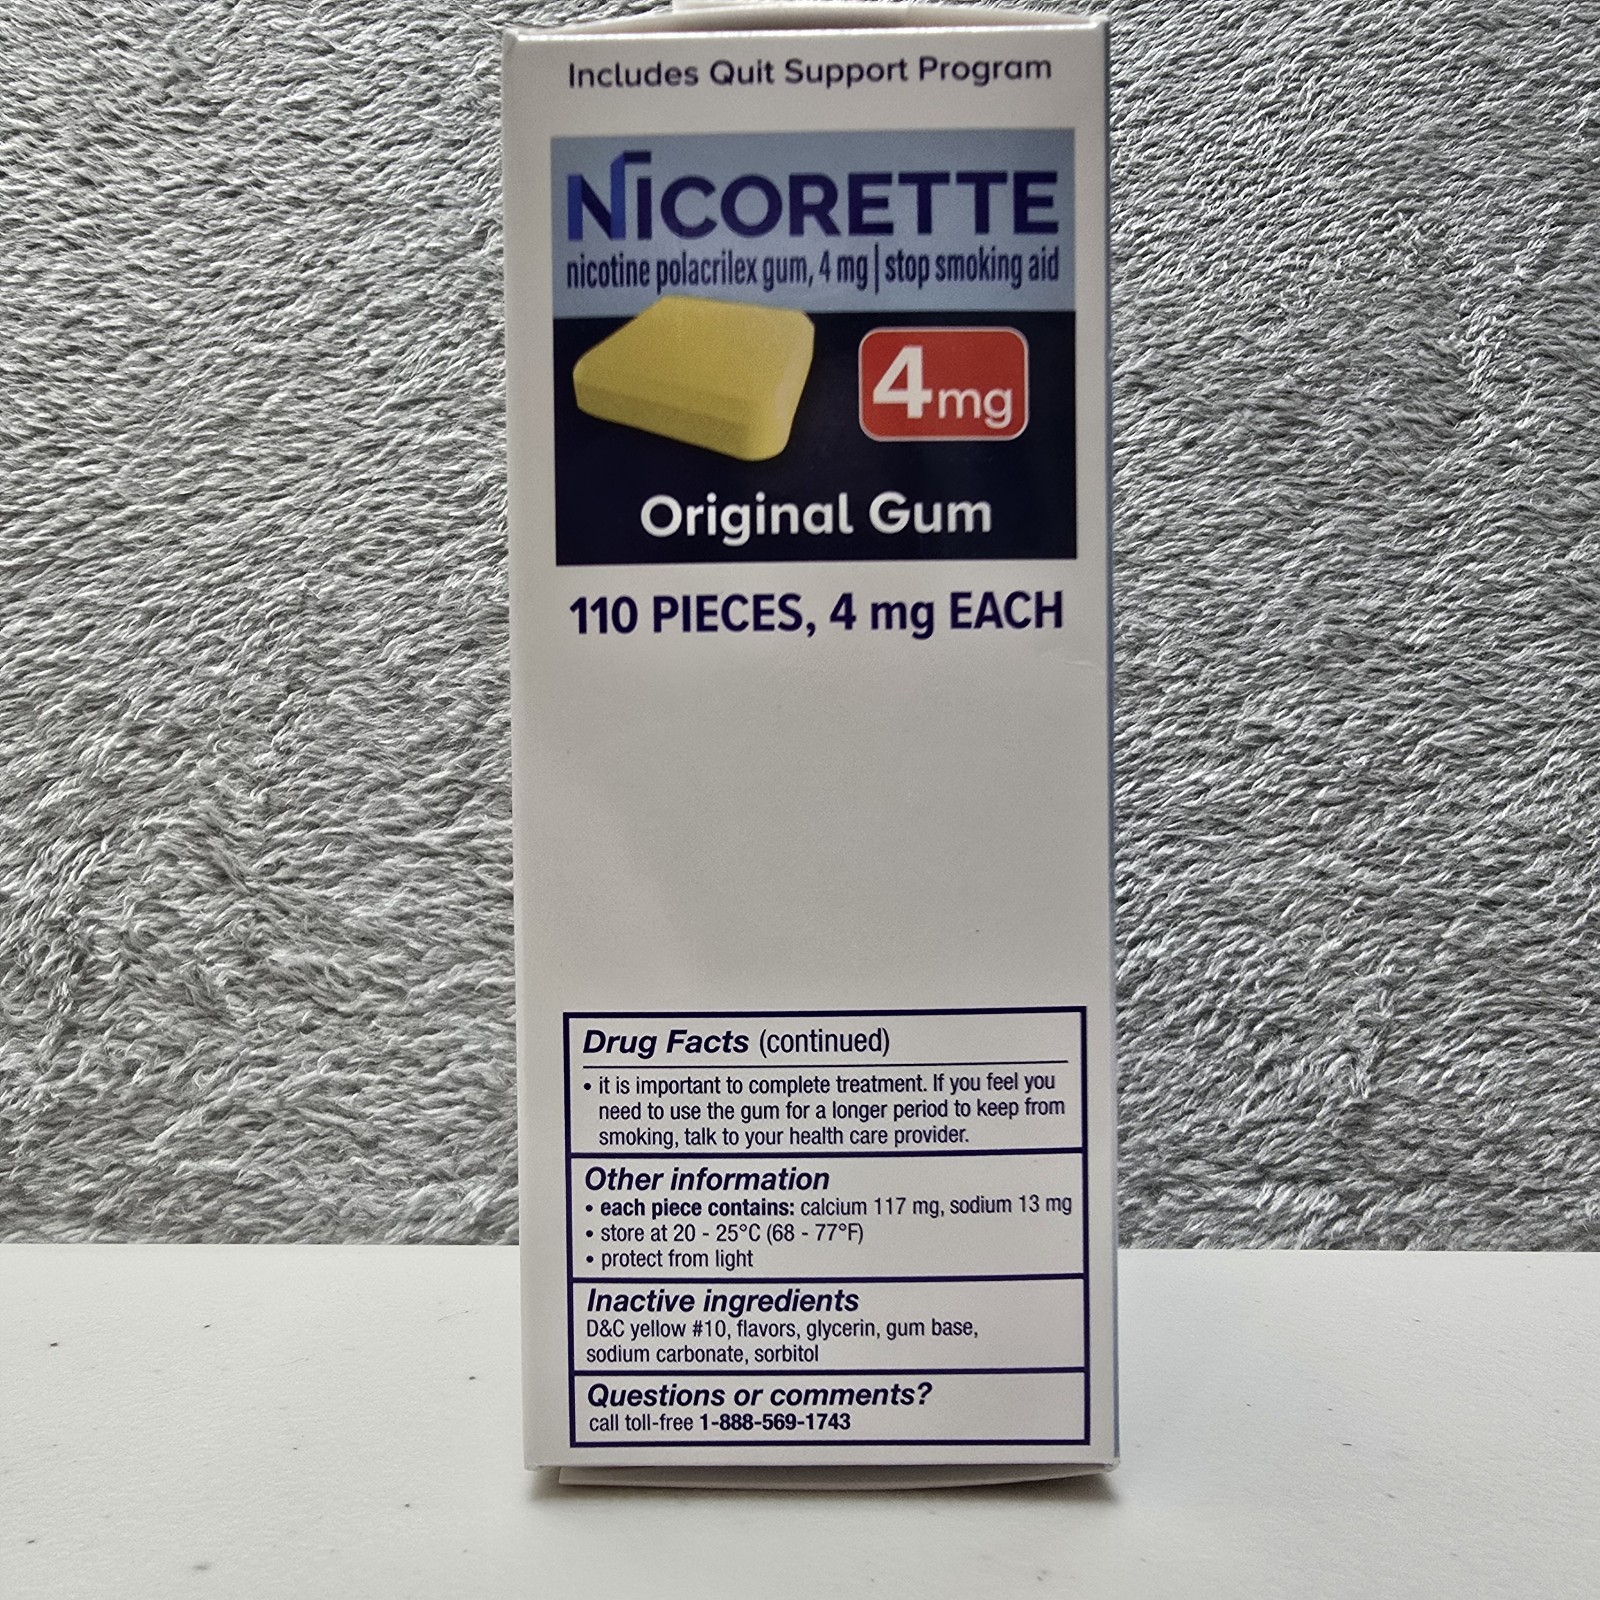 Includes Quit Support Program
NICORETTE
nicotine polacrilex gum, 4 mg | stop smoking aid
4 mg
Original Gum
110 PIECES, 4 mg EACH
Drug Facts (continued)
• it is important to complete treatment. If you feel you
need to use the gum for a longer period to keep from
smoking, talk to your health care provider.
Other information
• each piece contains: calcium 117 mg, sodium 13 mg
• store at 20 - 25°C (68 - 77°F)
• protect from light
Inactive ingredients
D&C yellow #10, flavors, glycerin, gum base,
sodium carbonate, sorbitol
Questions or comments?
call toll-free 1-888-569-1743